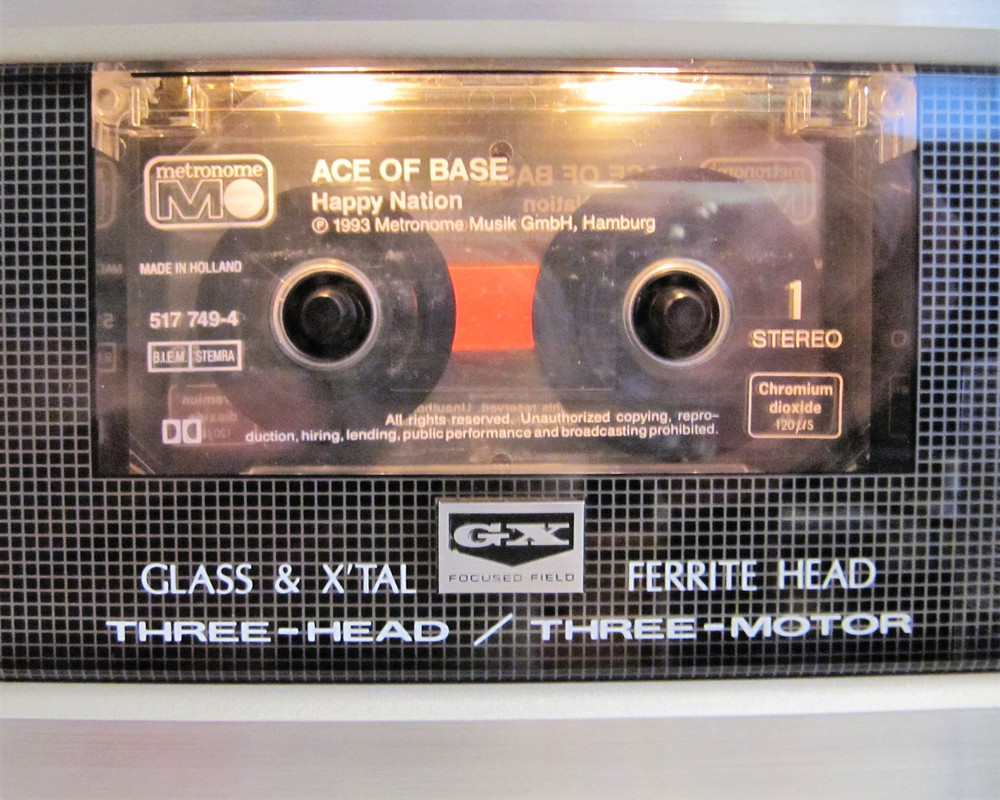 metronome
M
ACE OF BASE
Happy Nation
℗ 1993 Metronome Musik GmbH, Hamburg
MADE IN HOLLAND
517 749-4
B.I.E.M. STEMRA
1
STEREO
Chromium
dioxide
120 µs
All rights reserved. Unauthorized copying, repro-
duction, hiring, lending, public performance and broadcasting prohibited.
GX
FOCUSED FIELD
GLASS & X'TAL FERRITE HEAD
THREE-HEAD / THREE-MOTOR